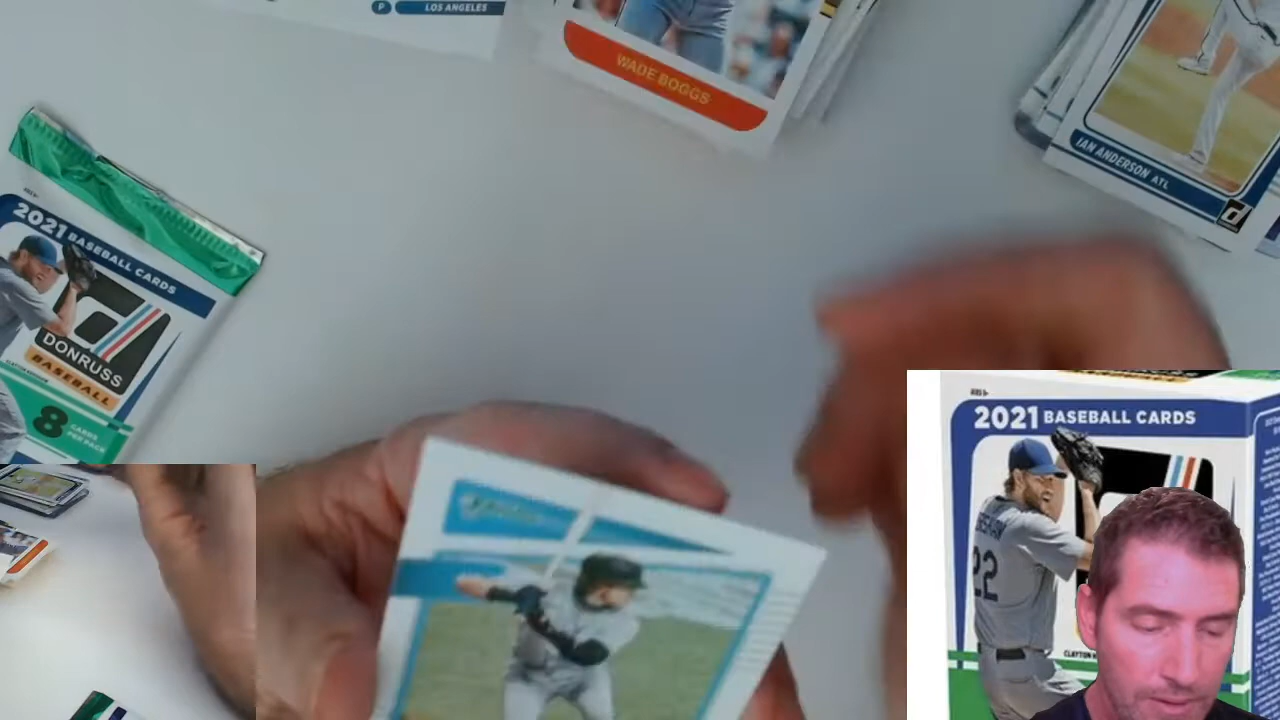 P LOS ANGELES
WADE BOGGS
IAN ANDERSON ATL
2021 BASEBALL CARDS
DONRUSS
BASEBALL
8 CARDS
PER PACK
2021 BASEBALL CARDS
22